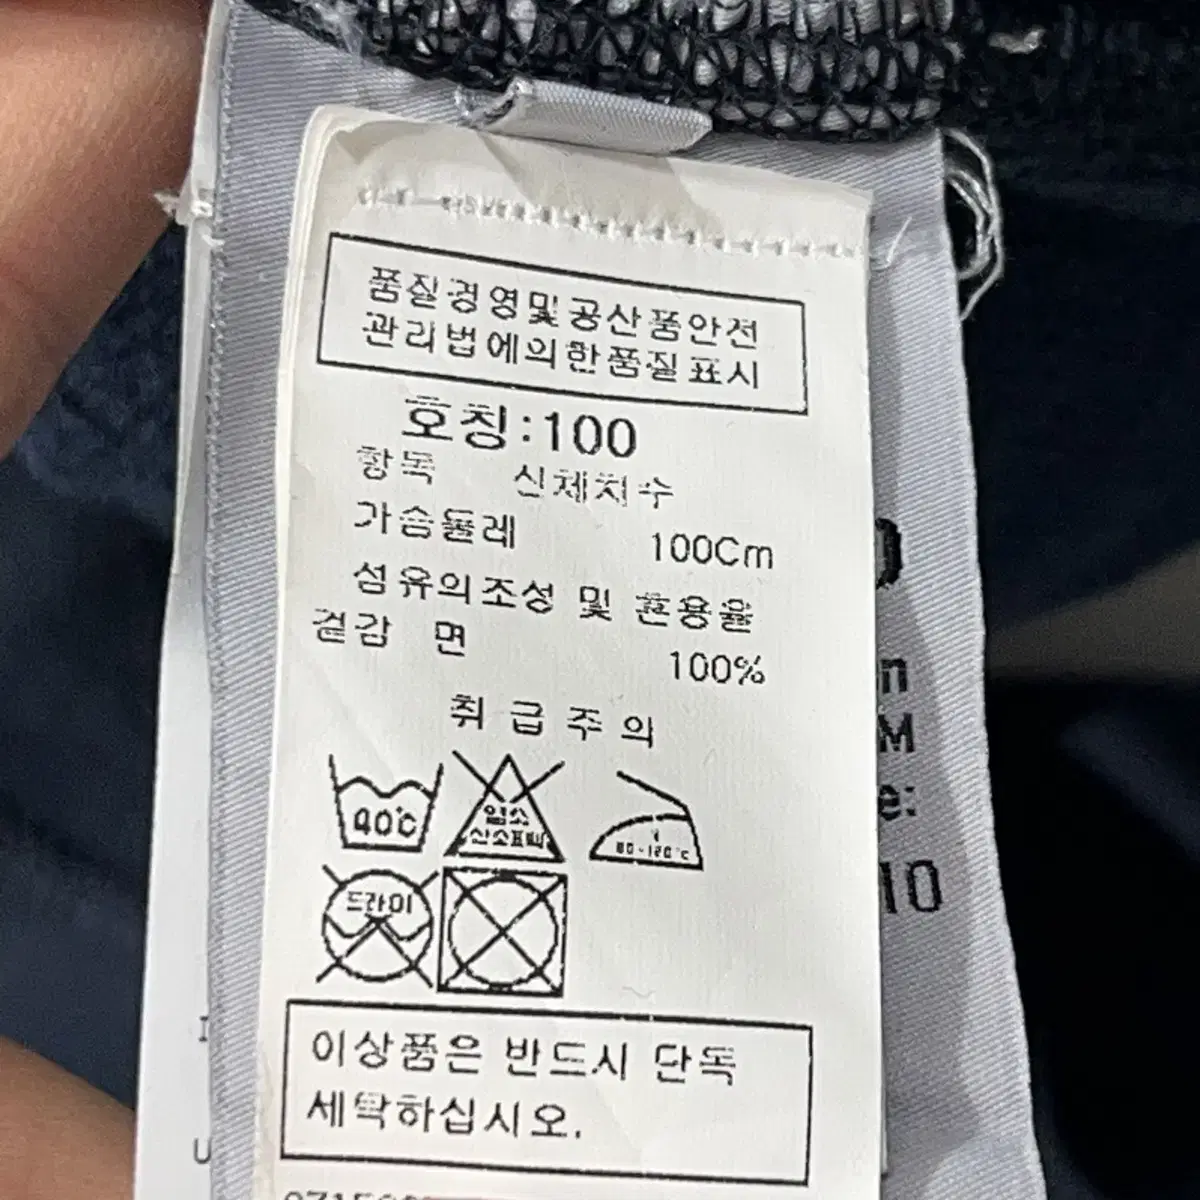 품질경영및공산품안전
관리법에의한품질표시
호칭:100
항목 신체치수
가슴둘레 100Cm
섬유의조성 및 혼용율
겉감 면 100%
취급주의
40℃
염소
산소표백
80-120℃
드라이
이상품은 반드시 단독
세탁하십시오.
n
M
e:
10